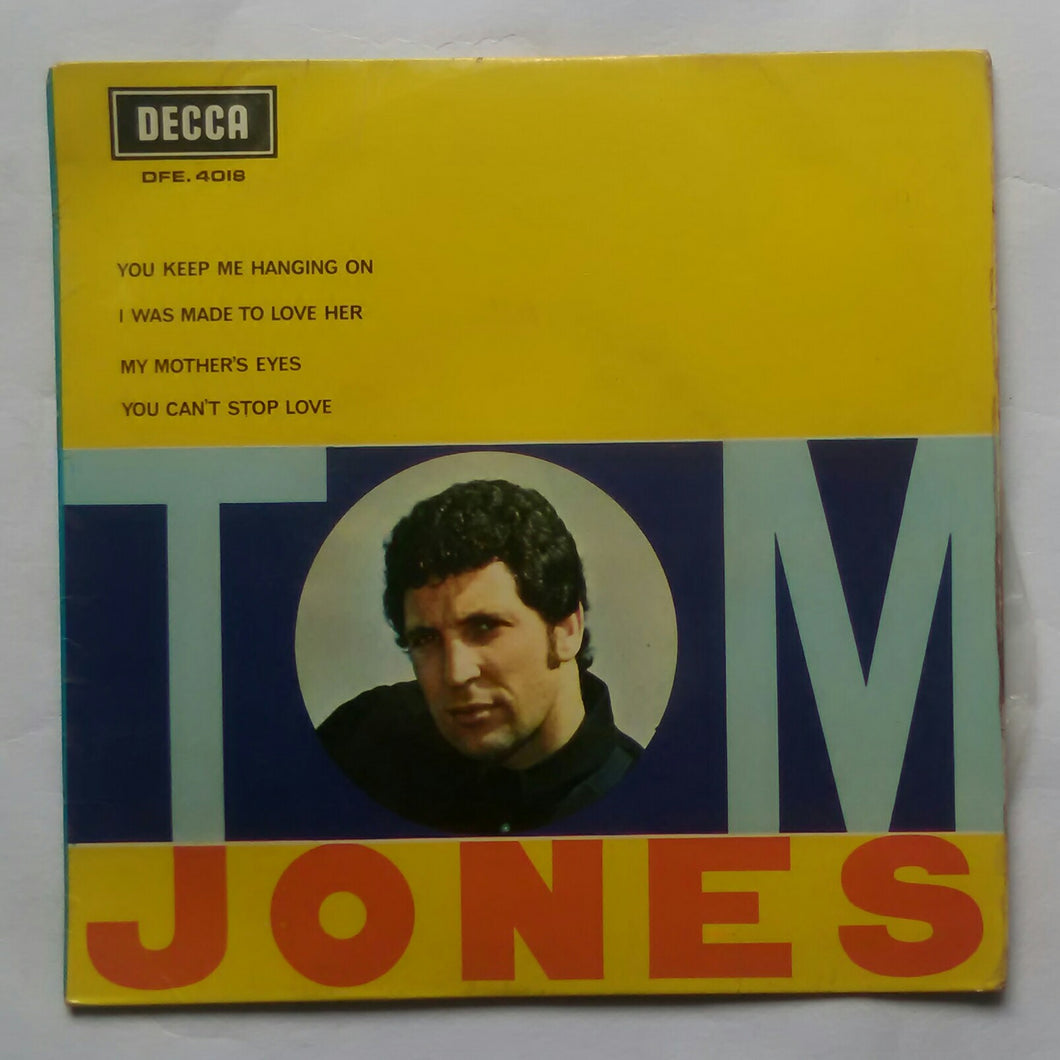 DECCA
DFE. 4018
YOU KEEP ME HANGING ON
I WAS MADE TO LOVE HER
MY MOTHER'S EYES
YOU CAN'T STOP LOVE
TOM
JONES